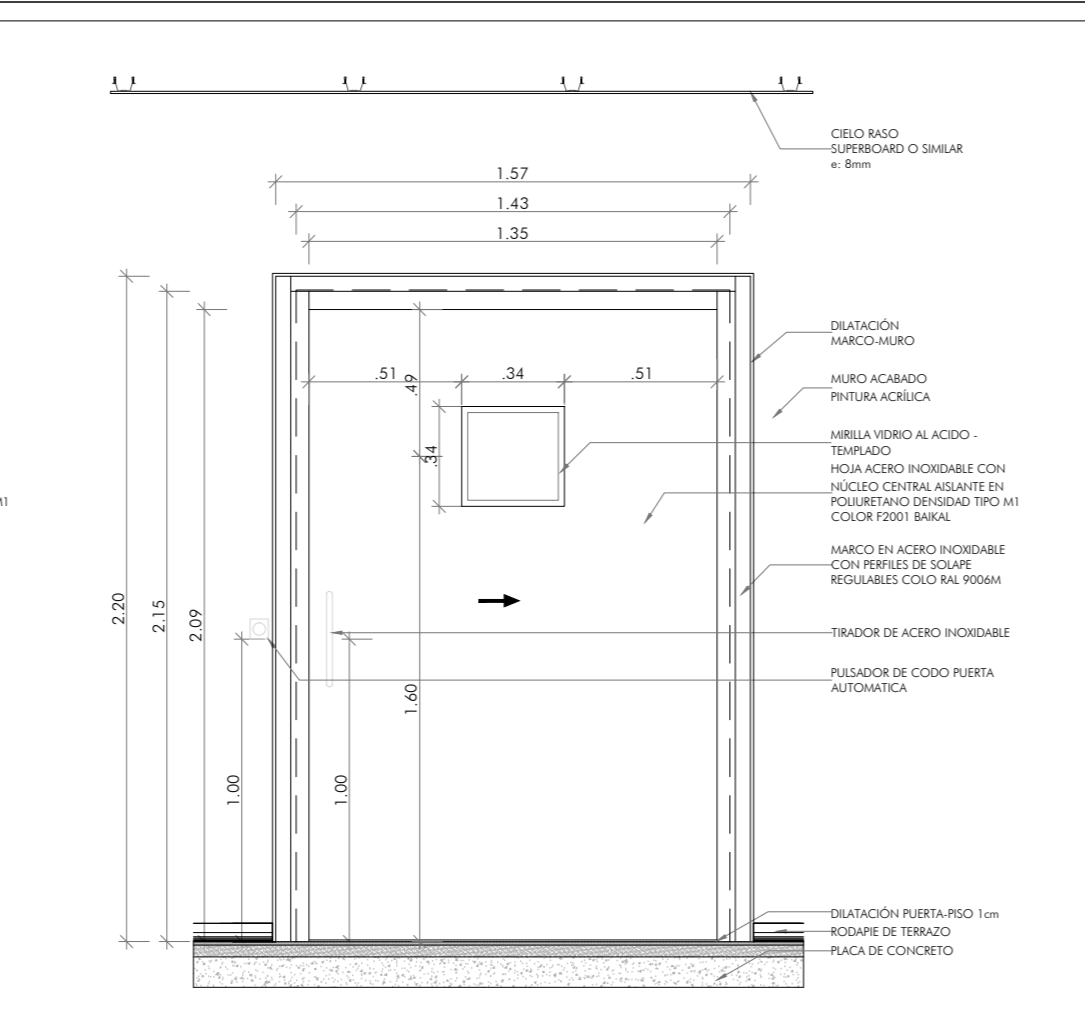 CIELO RASO
SUPERBOARD O SIMILAR
e: 8mm
1.57
1.43
1.35
DILATACIÓN
MARCO-MURO
.51
.34
.51
.49
MURO ACABADO
PINTURA ACRÍLICA
.34
MIRILLA VIDRIO AL ACIDO -
TEMPLADO
HOJA ACERO INOXIDABLE CON
NÚCLEO CENTRAL AISLANTE EN
POLIURETANO DENSIDAD TIPO M1
COLOR F2001 BAIKAL
M1
MARCO EN ACERO INOXIDABLE
CON PERFILES DE SOLAPE
REGULABLES COLO RAL 9006M
2.20
2.15
2.09
TIRADOR DE ACERO INOXIDABLE
PULSADOR DE CODO PUERTA
AUTOMATICA
1.60
1.00
1.00
DILATACIÓN PUERTA-PISO 1cm
RODAPIE DE TERRAZO
PLACA DE CONCRETO